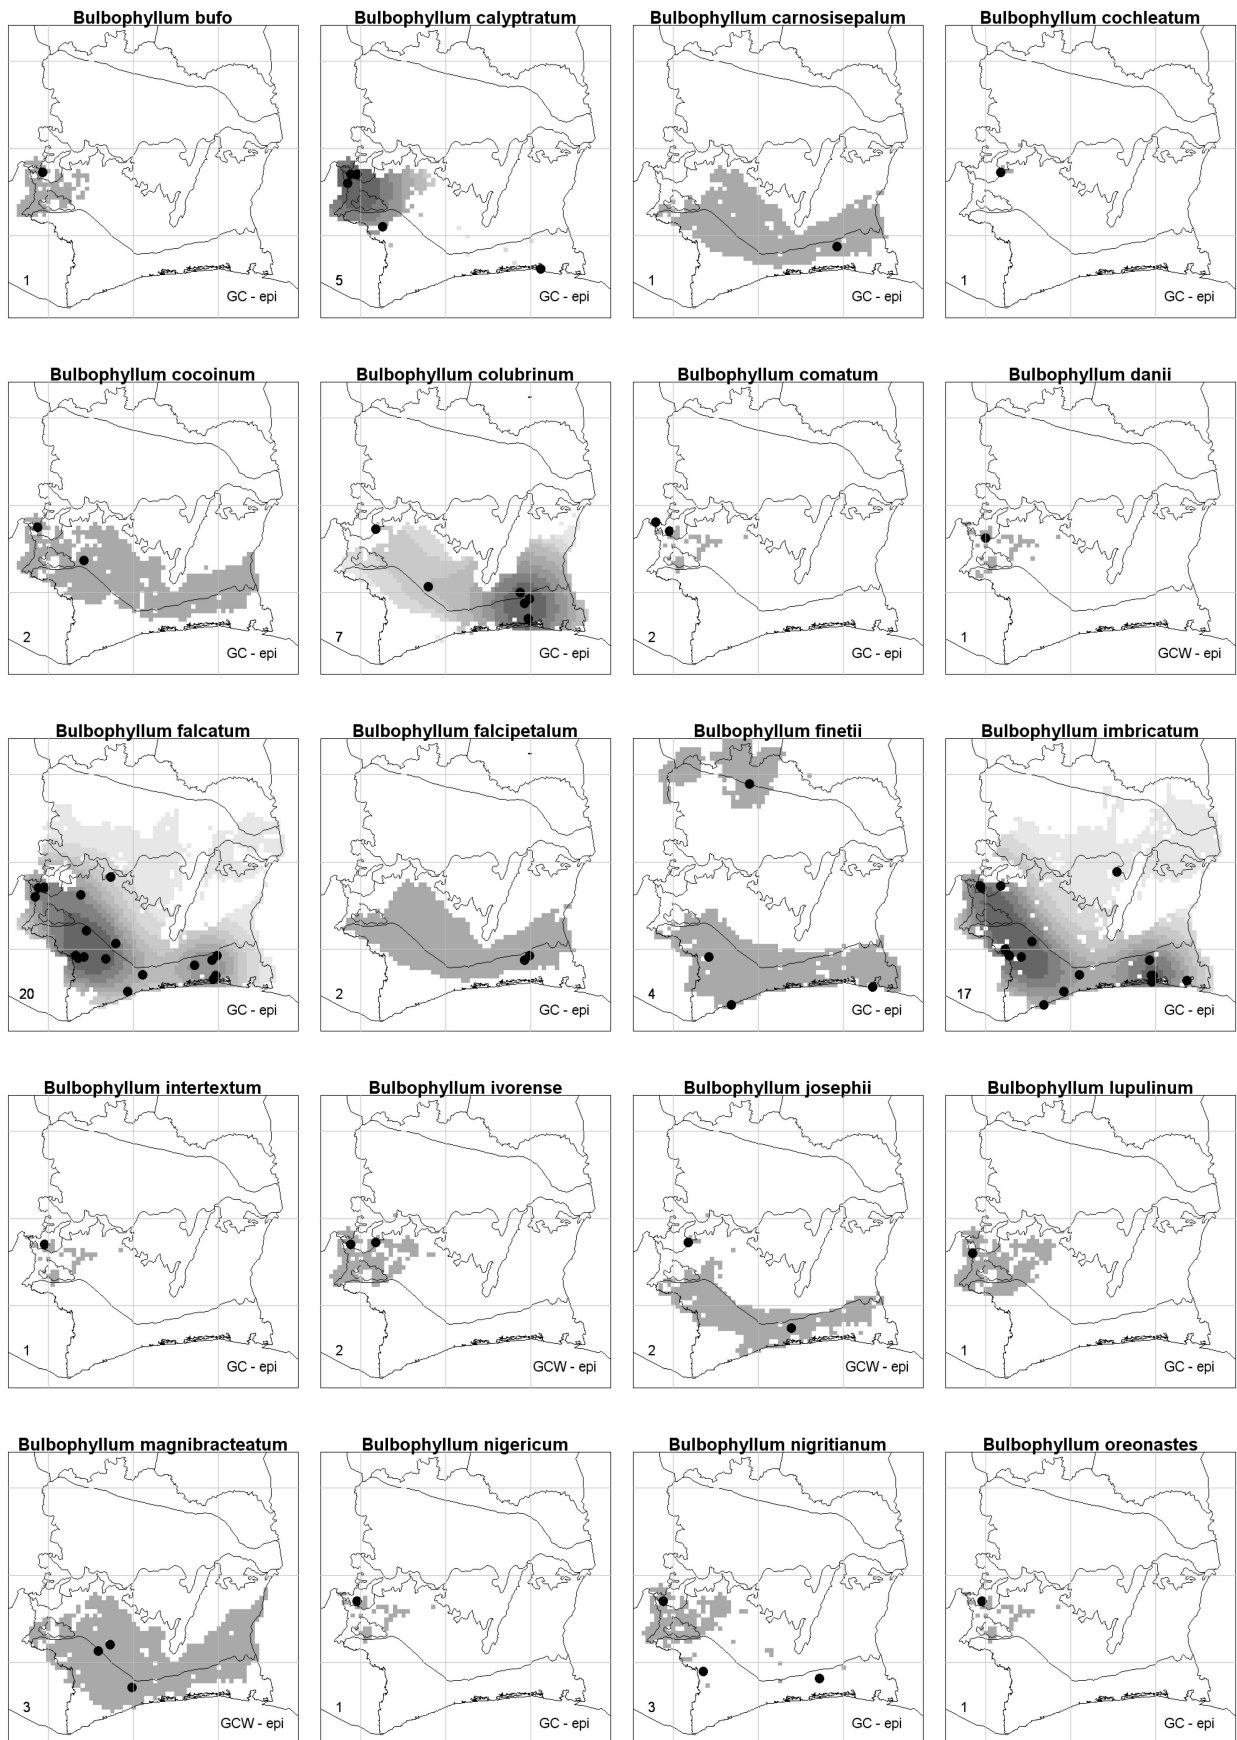 Bulbophyllum bufo
Bulbophyllum calyptratum
Bulbophyllum carnosisepalum
Bulbophyllum cochleatum
1
GC - epi
5
GC - epi
1
GC - epi
1
GC - epi
Bulbophyllum cocoinum
Bulbophyllum colubrinum
Bulbophyllum comatum
Bulbophyllum danii
2
GC - epi
7
GC - epi
2
GC - epi
1
GCW - epi
Bulbophyllum falcatum
Bulbophyllum falcipetalum
Bulbophyllum finetii
Bulbophyllum imbricatum
20
GC - epi
2
GC - epi
4
GC - epi
17
GC - epi
Bulbophyllum intertextum
Bulbophyllum ivorense
Bulbophyllum josephii
Bulbophyllum lupulinum
1
GC - epi
2
GCW - epi
2
GCW - epi
1
GC - epi
Bulbophyllum magnibracteatum
Bulbophyllum nigericum
Bulbophyllum nigritianum
Bulbophyllum oreonastes
3
GCW - epi
1
GC - epi
3
GC - epi
1
GC - epi